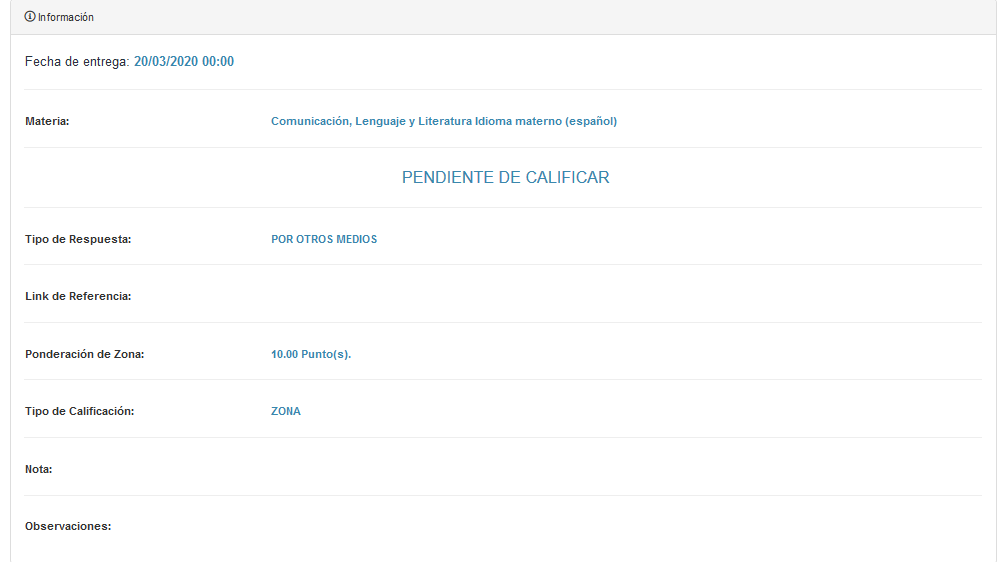 Información
Fecha de entrega: 20/03/2020 00:00
Materia: Comunicación, Lenguaje y Literatura Idioma materno (español)
PENDIENTE DE CALIFICAR
Tipo de Respuesta: POR OTROS MEDIOS
Link de Referencia:
Ponderación de Zona: 10.00 Punto(s).
Tipo de Calificación: ZONA
Nota:
Observaciones: